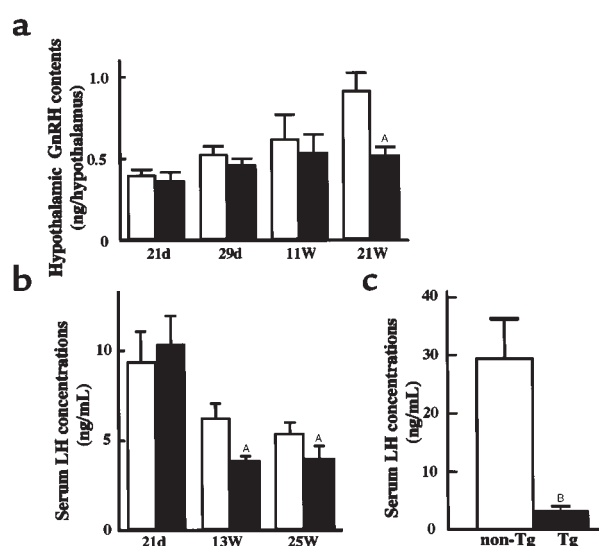 a
Hypothalamic GnRH contents
(ng/hypothalamus)
1.0
0.5
0
A
21d 29d 11W 21W
b
Serum LH concentrations
(ng/mL)
10
5
0
A A
21d 13W 25W
c
Serum LH concentrations
(ng/mL)
40
30
20
10
0
B
non-Tg Tg